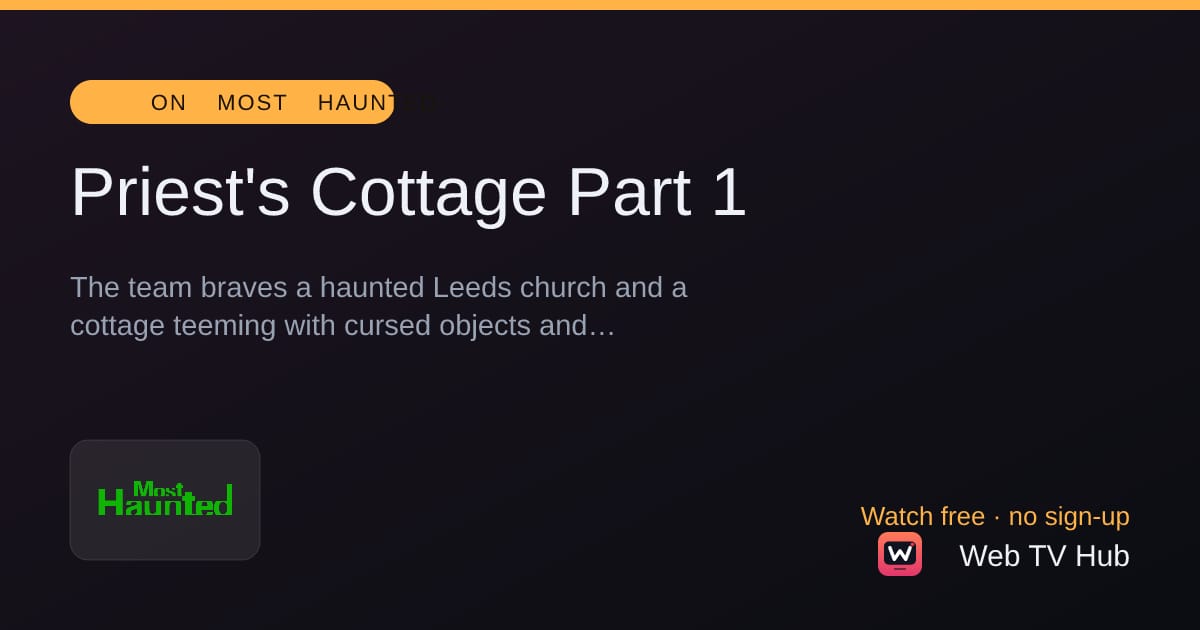 ON MOST HAUNTED
Priest's Cottage Part 1
The team braves a haunted Leeds church and a
cottage teeming with cursed objects and…
Most
Haunted
Watch free · no sign-up
W
Web TV Hub